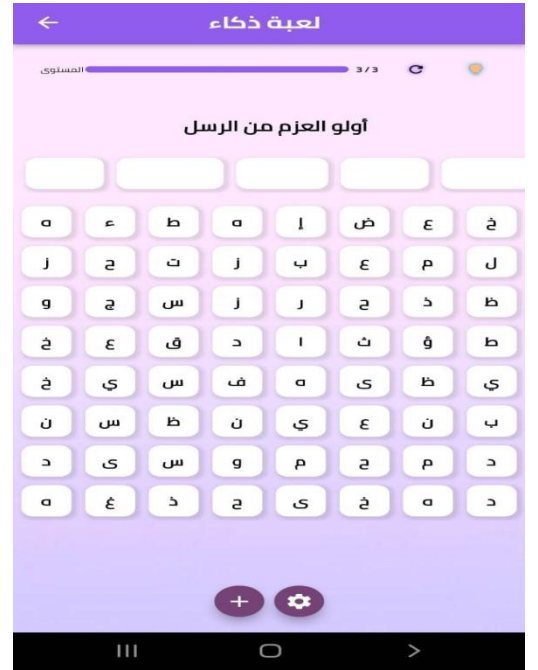 لعبة ذكاء
المستوى 3/3
أولو العزم من الرسل
خ ع ض إ ه ط ء ه
ل م ع ب ز ت ح ز
ظ ذ ح ر ز س ج و
ط ؤ ث ا د ق ع خ
ي ظ ى ه ف س ي خ
ب ن ع ي ن ظ س ن
د م ح م و س ى د
د ه خ ى ح ذ غ ه